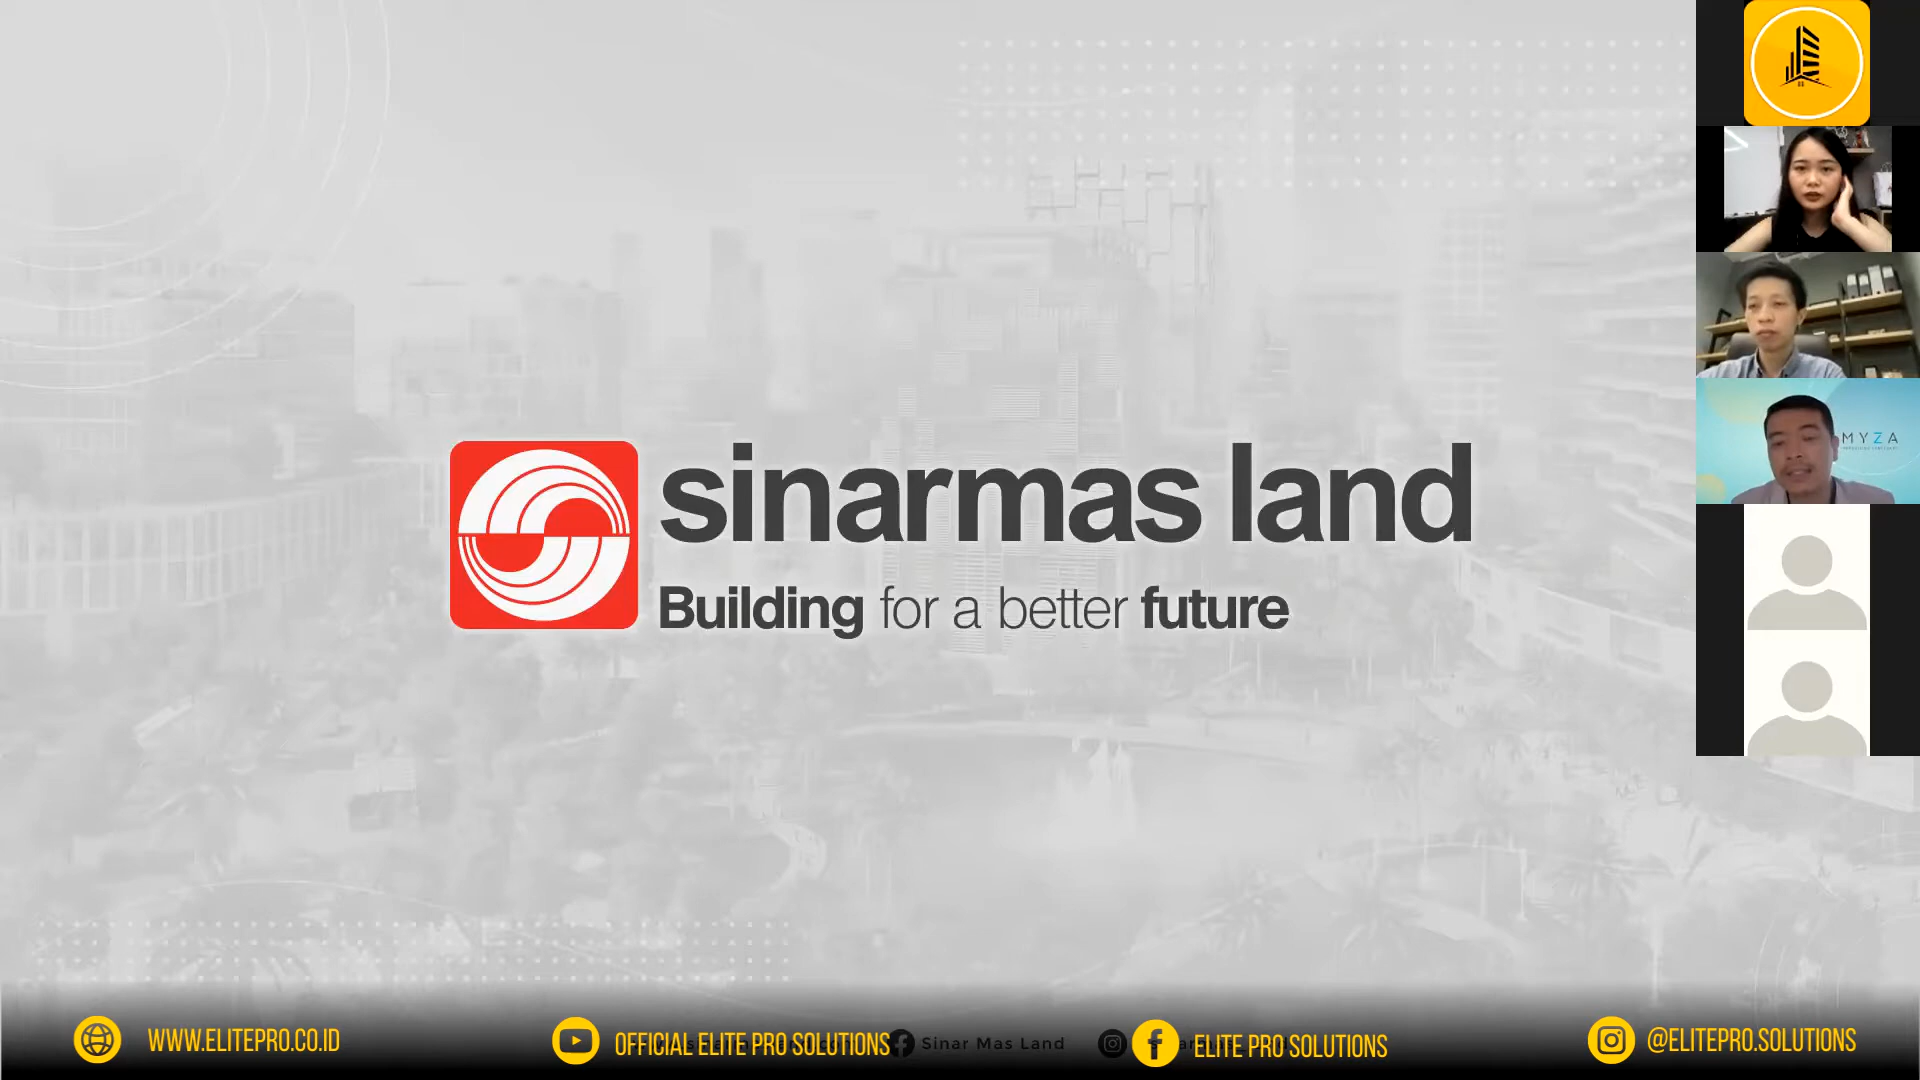 sinarmas land
Building for a better future
MYZA
WWW.ELITEPRO.CO.ID
OFFICIAL ELITE PRO SOLUTIONS
Sinar Mas Land
ELITE PRO SOLUTIONS
@ELITEPRO.SOLUTIONS